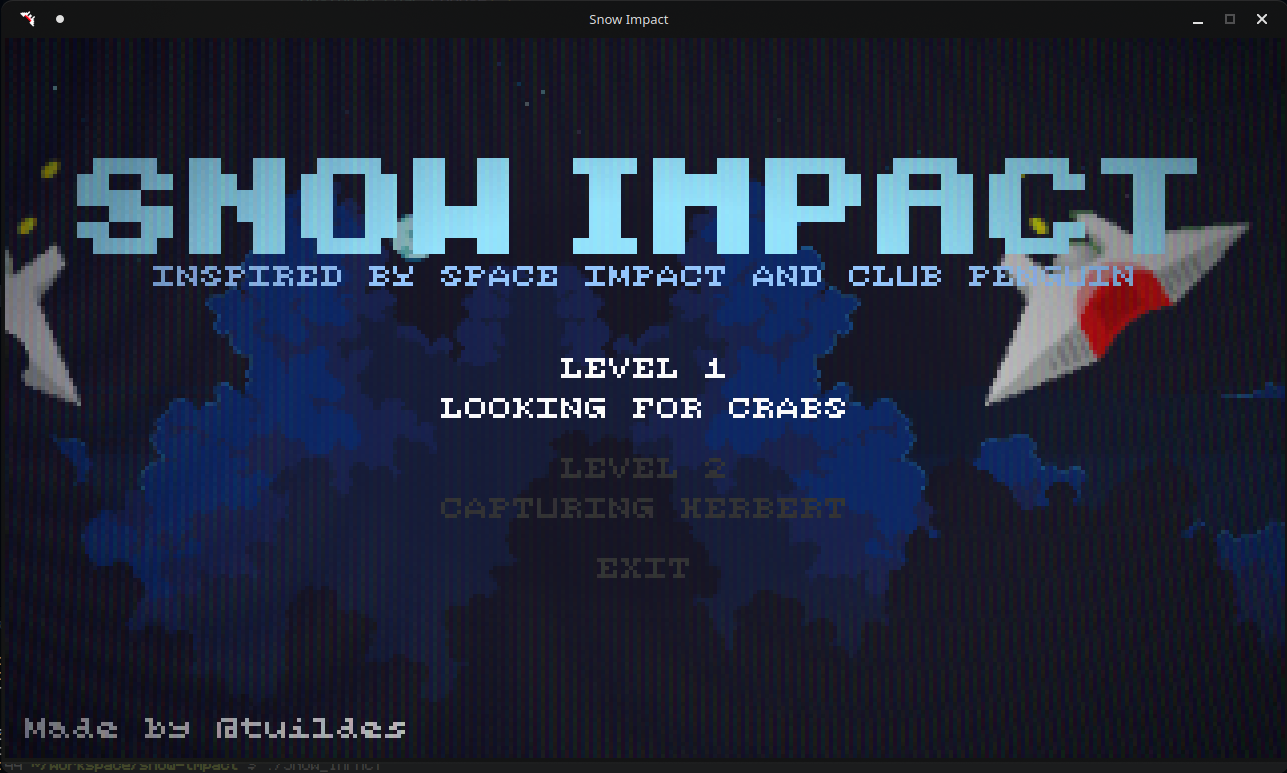 Snow Impact
SNOW IMPACT
INSPIRED BY SPACE IMPACT AND CLUB PENGUIN
LEVEL 1
LOOKING FOR CRABS
LEVEL 2
CAPTURING HERBERT
EXIT
Made by @tuildes
~/Workspace/snow-impact $ ./Snow_Impact